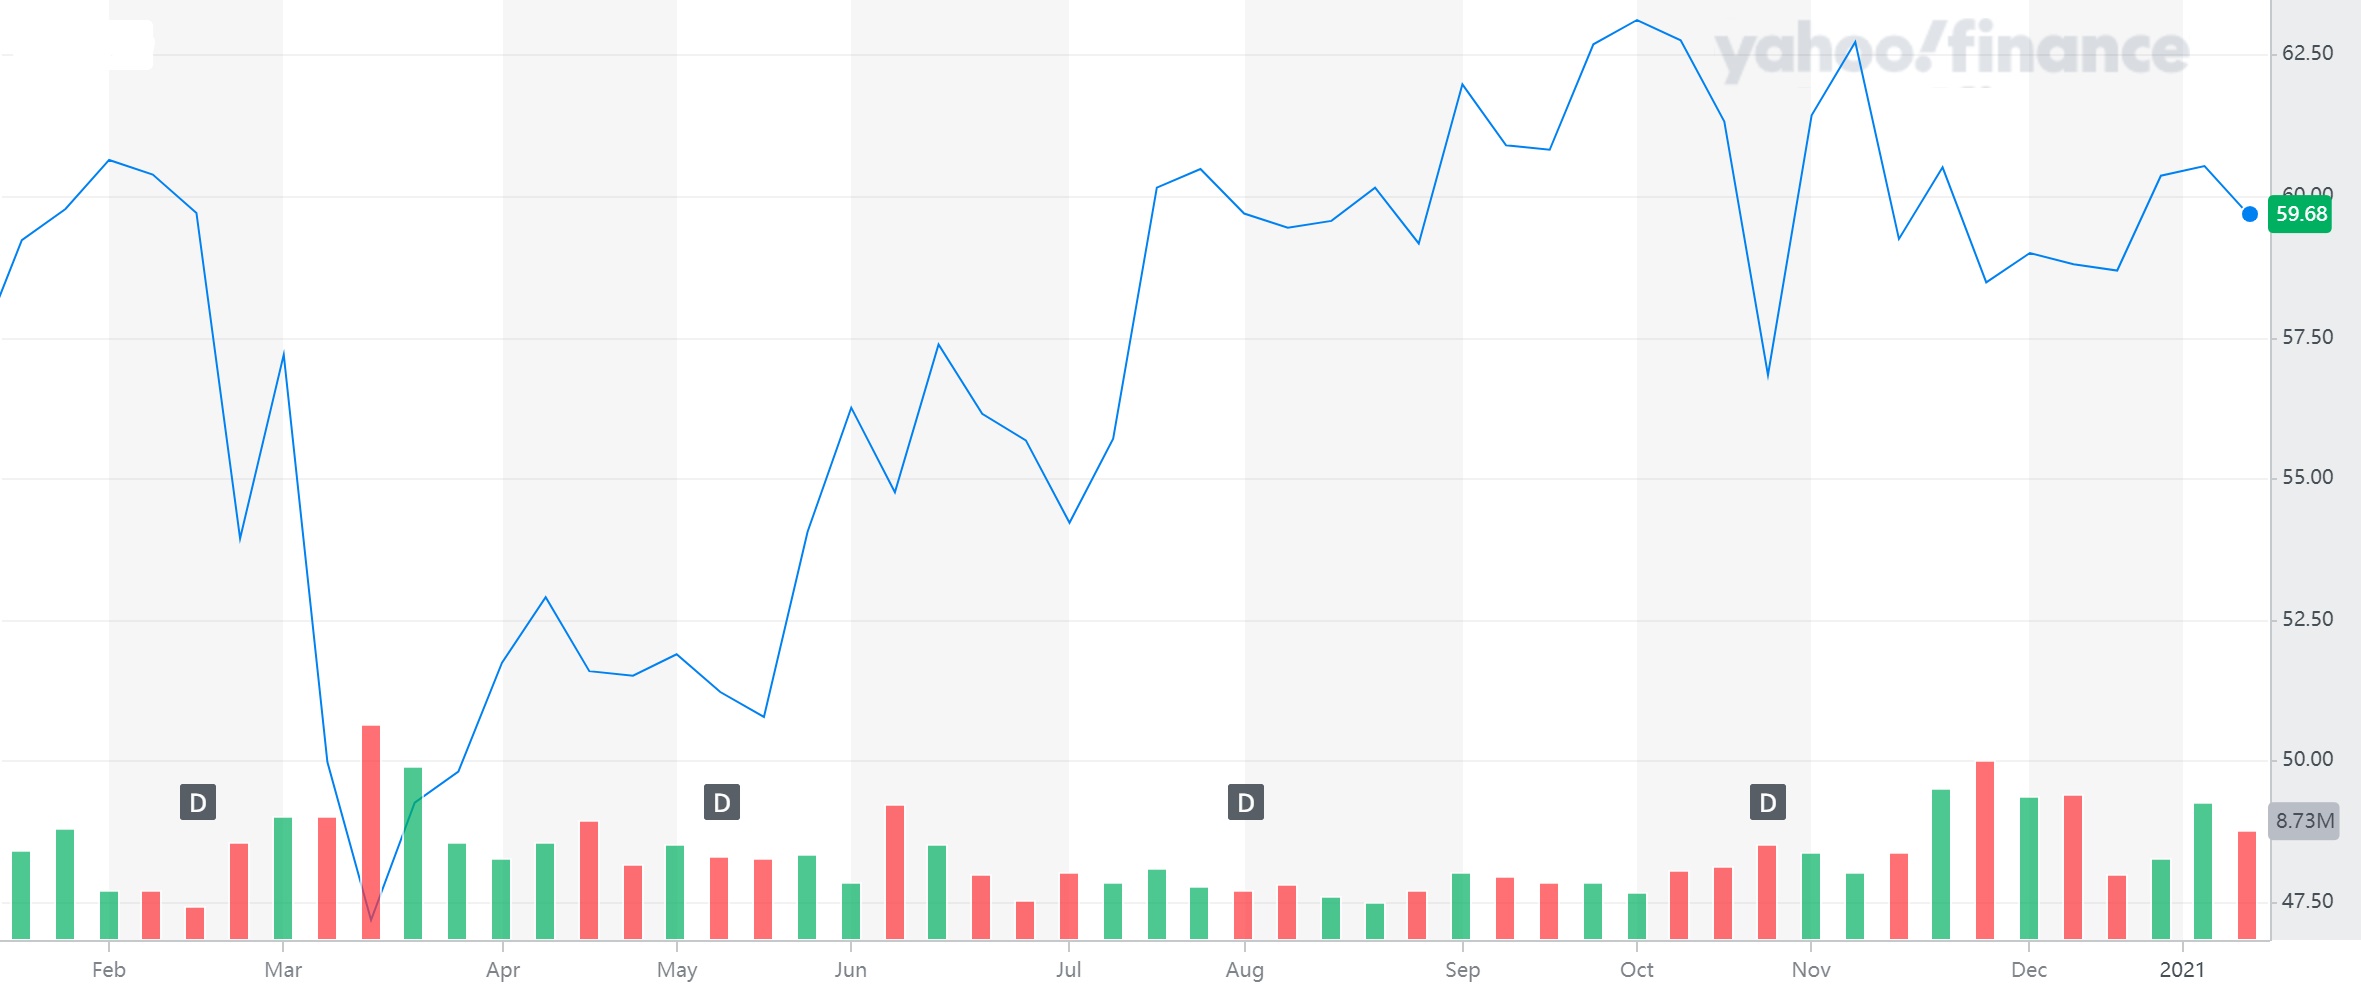 yahoo!finance
62.50
60.00
59.68
57.50
55.00
52.50
50.00
D D D D
8.73M
47.50
Feb Mar Apr May Jun Jul Aug Sep Oct Nov Dec 2021